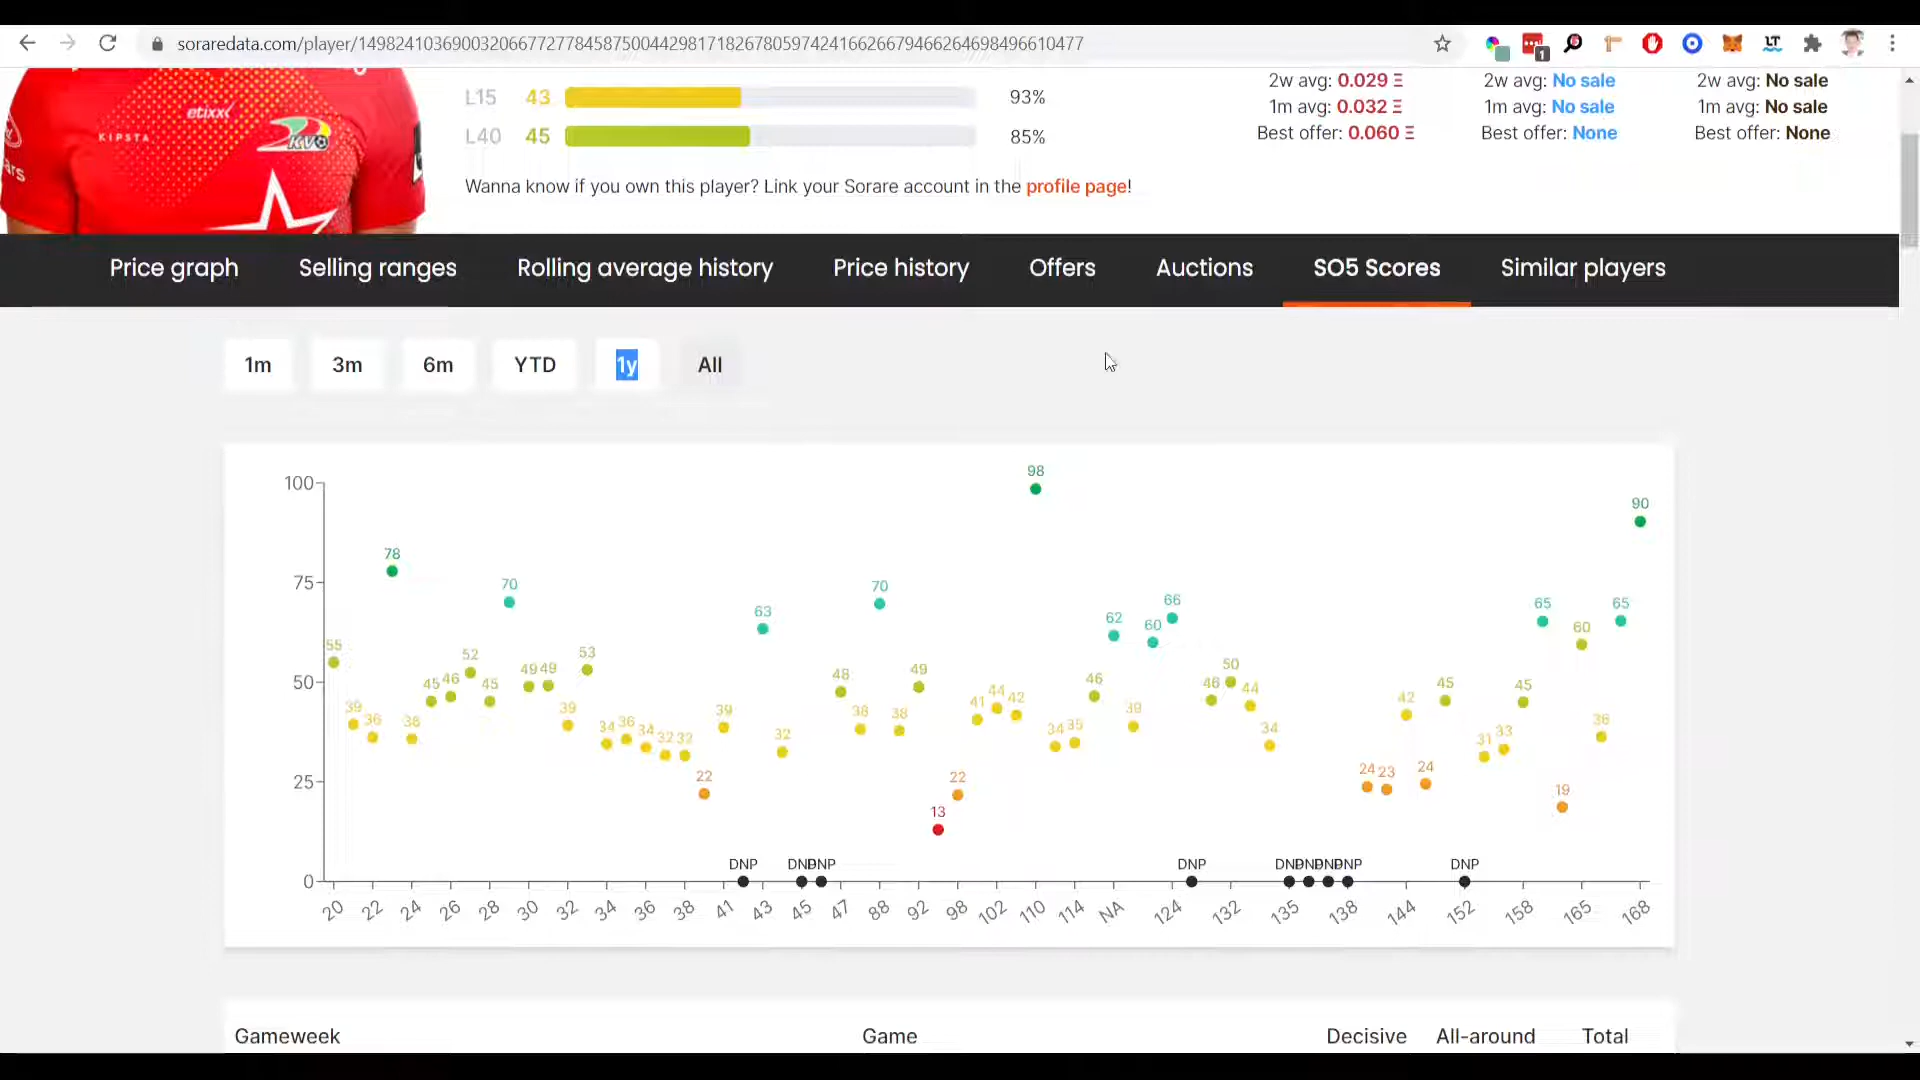 soraredata.com/player/14982410369003206677277845875004429817182678059742416626679466264698496610477
1
etixx
KIPSTA
KVO
ars
L15 43 93%
L40 45 85%
Wanna know if you own this player? Link your Sorare account in the profile page!
2w avg: 0.029 Ξ
1m avg: 0.032 Ξ
Best offer: 0.060 Ξ
2w avg: No sale
1m avg: No sale
Best offer: None
2w avg: No sale
1m avg: No sale
Best offer: None
Price graph Selling ranges Rolling average history Price history Offers Auctions SO5 Scores Similar players
1m 3m 6m YTD 1y All
100
75
50
25
0
55 39 36 78 36 45 46 52 45 70 49 49 39 53 34 36 34 32 32 22 39 DNP 63 32 DNP DNP 48 38 70 38 49 13 22 41 44 42 98 34 35 46 62 39 60 66 DNP 46 50 44 34 DNP DNP DNP DNP 24 23 42 24 45 DNP 31 33 45 65 19 60 36 65 90
20 22 24 26 28 30 32 34 36 38 41 43 45 47 88 92 98 102 110 114 NA 124 132 135 138 144 152 158 165 168
Gameweek Game Decisive All-around Total